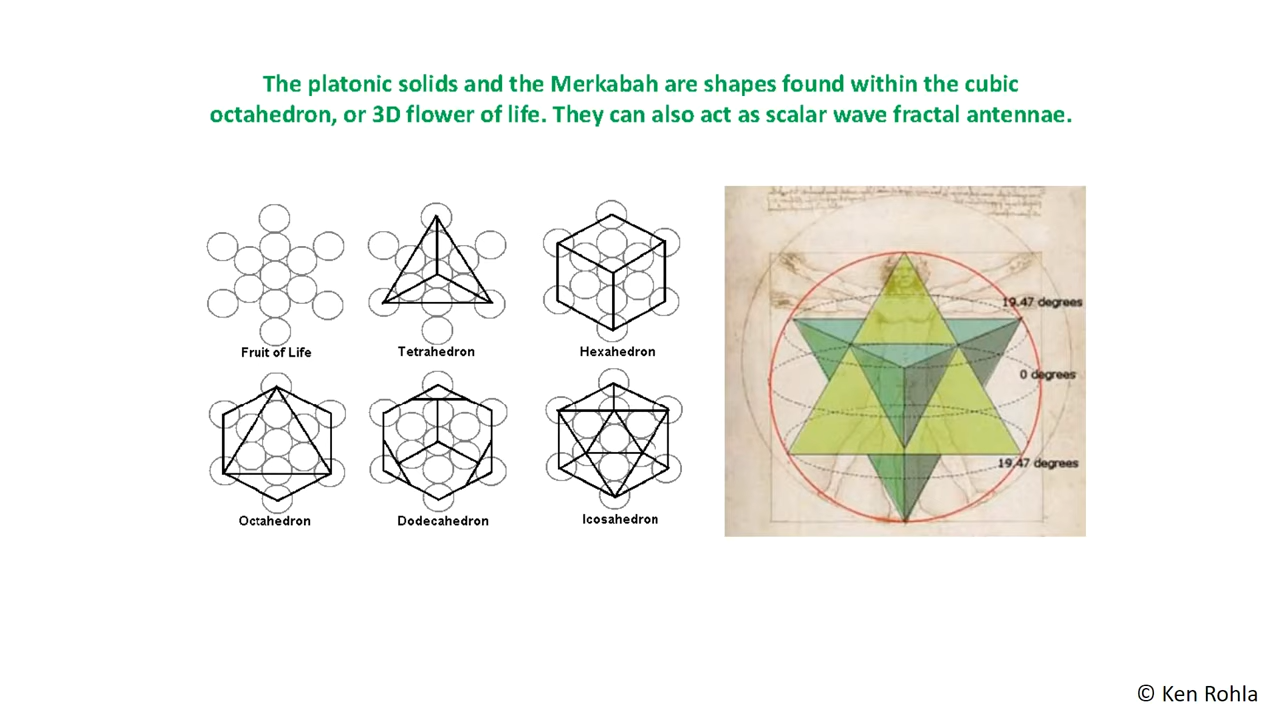 The platonic solids and the Merkabah are shapes found within the cubic
octahedron, or 3D flower of life. They can also act as scalar wave fractal antennae.
Fruit of Life
Tetrahedron
Hexahedron
Octahedron
Dodecahedron
Icosahedron
19.47 degrees
0 degrees
19.47 degrees
© Ken Rohla